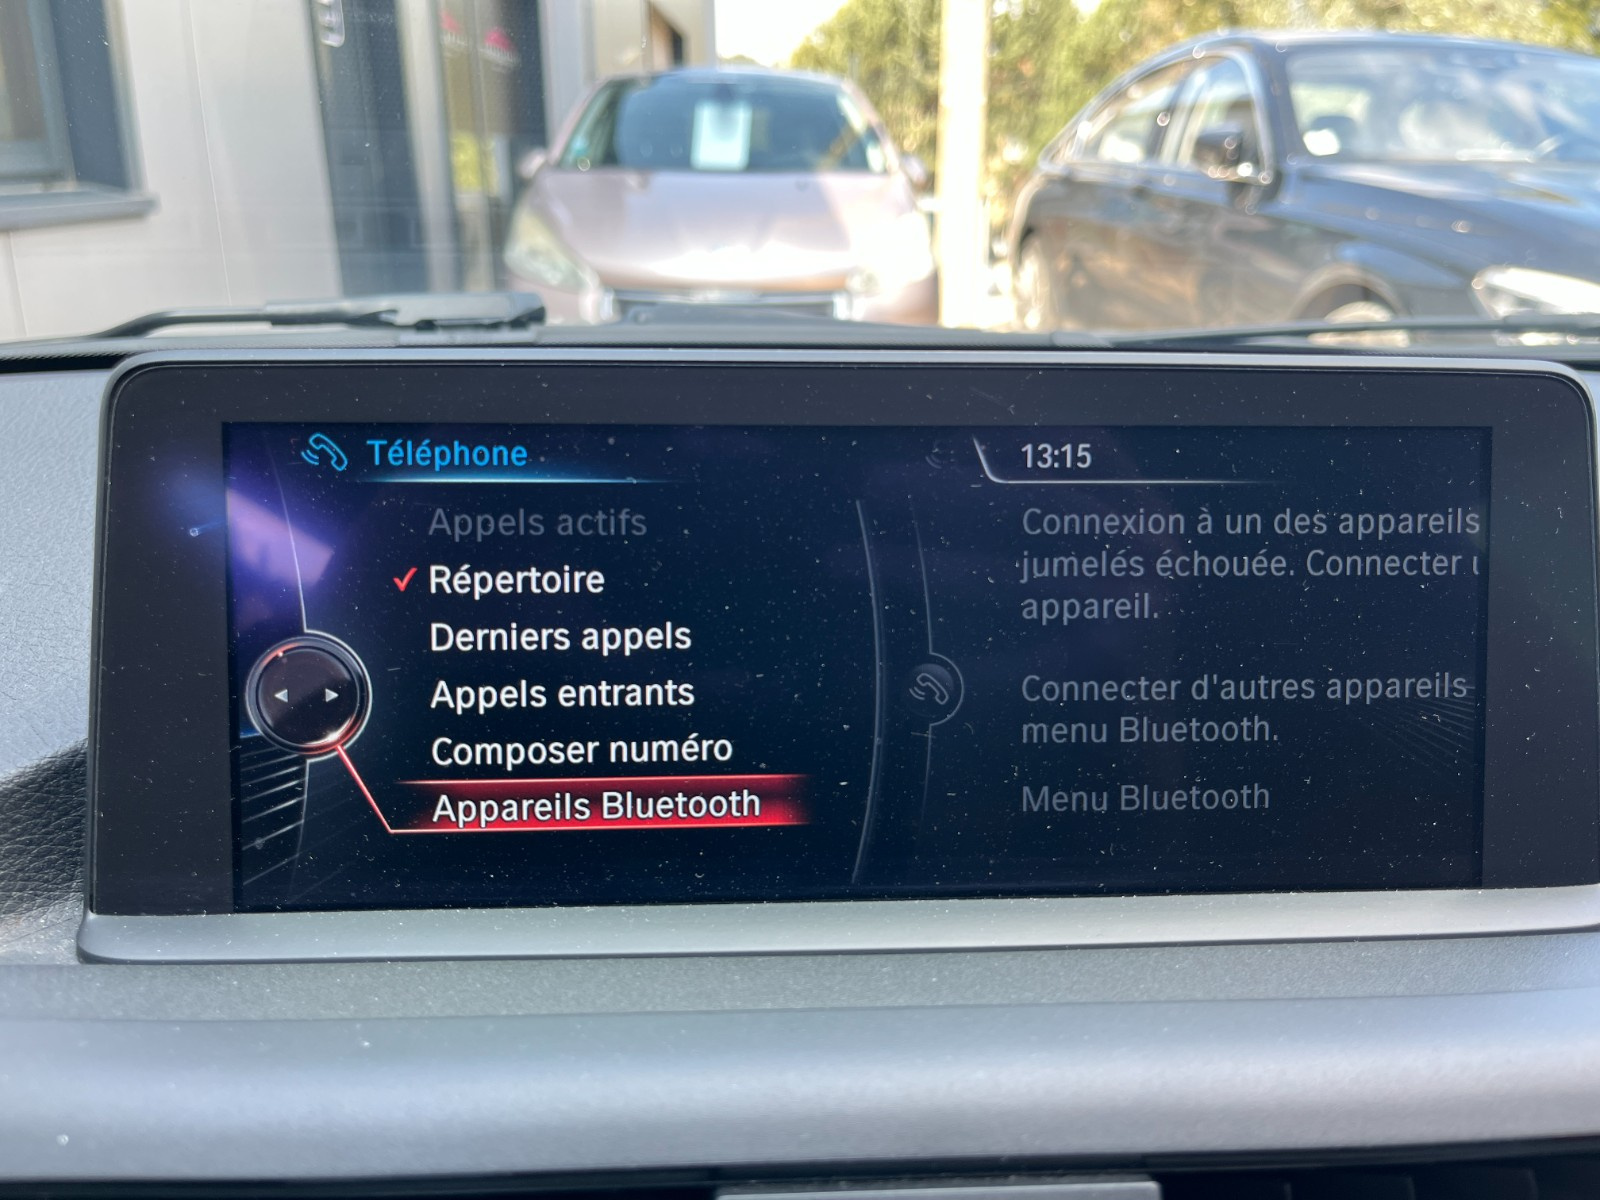 Téléphone
13:15
Appels actifs
Répertoire
Derniers appels
Appels entrants
Composer numéro
Appareils Bluetooth
Connexion à un des appareils
jumelés échouée. Connecter
appareil.
Connecter d'autres appareils
menu Bluetooth.
Menu Bluetooth